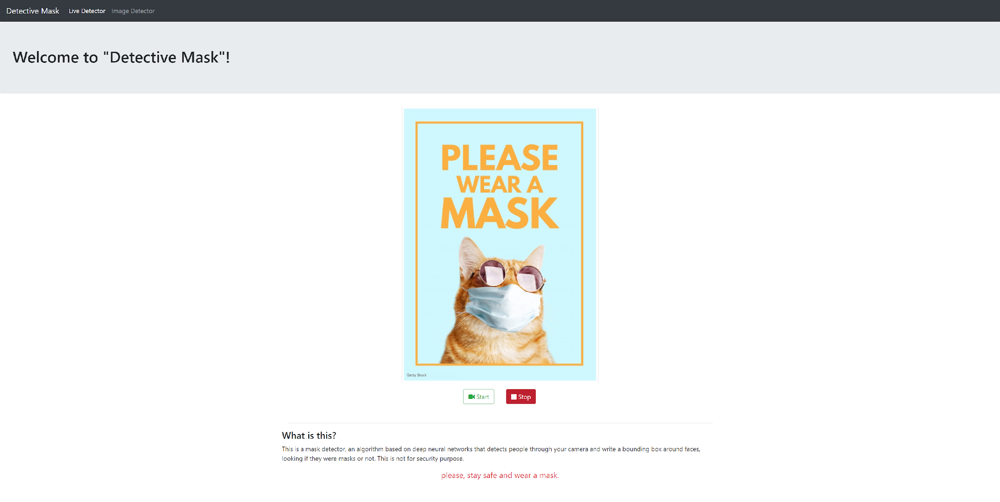 Detective Mask Live Detector Image Detector
Welcome to "Detective Mask"!
PLEASE
WEAR A
MASK
Getty Stock
Start Stop
What is this?
This is a mask detector, an algorithm based on deep neural networks that detects people through your camera and write a bounding box around faces,
looking if they were masks or not. This is not for security purpose.
please, stay safe and wear a mask.